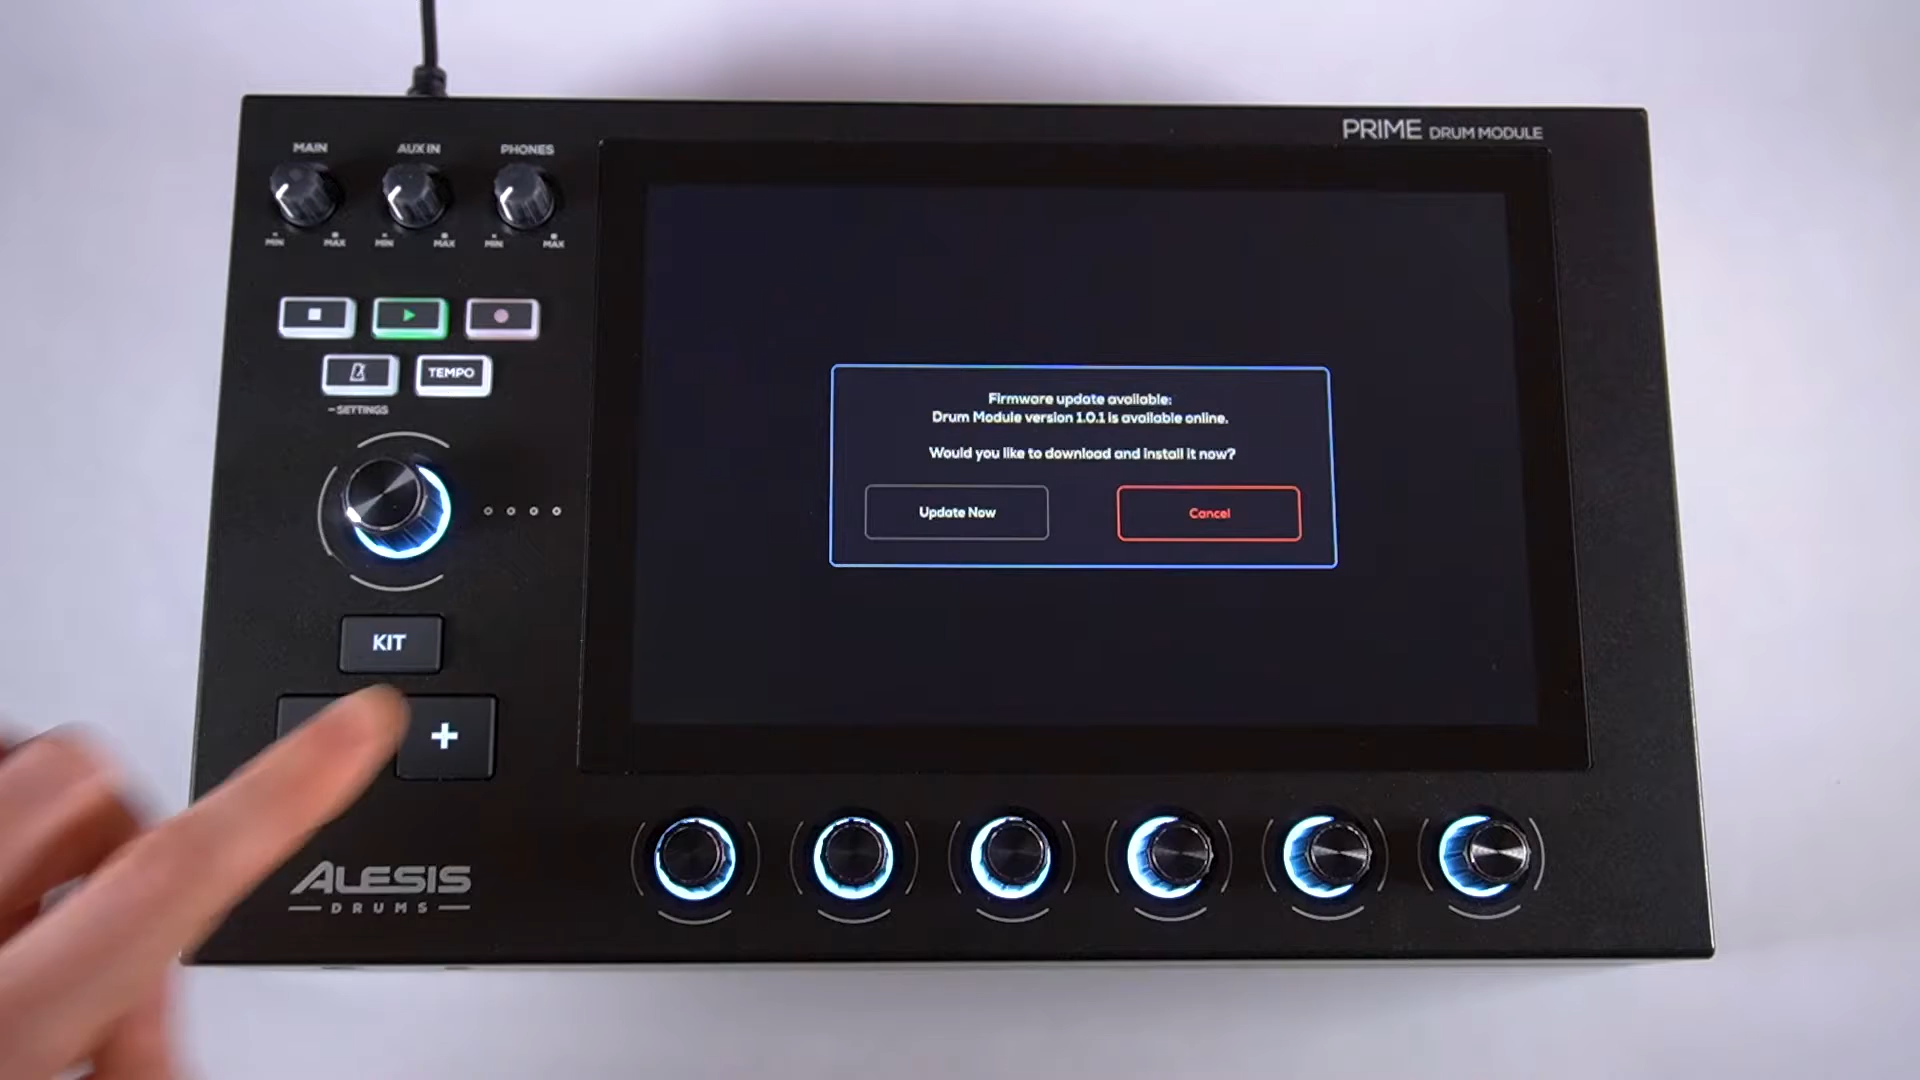 PRIME DRUM MODULE
MAIN
AUX IN
PHONES
MIN
MAX
MIN
MAX
MIN
MAX
TEMPO
SETTINGS
Firmware update available:
Drum Module version 1.0.1 is available online.
Would you like to download and install it now?
Update Now
Cancel
KIT
+
ALESIS
DRUMS